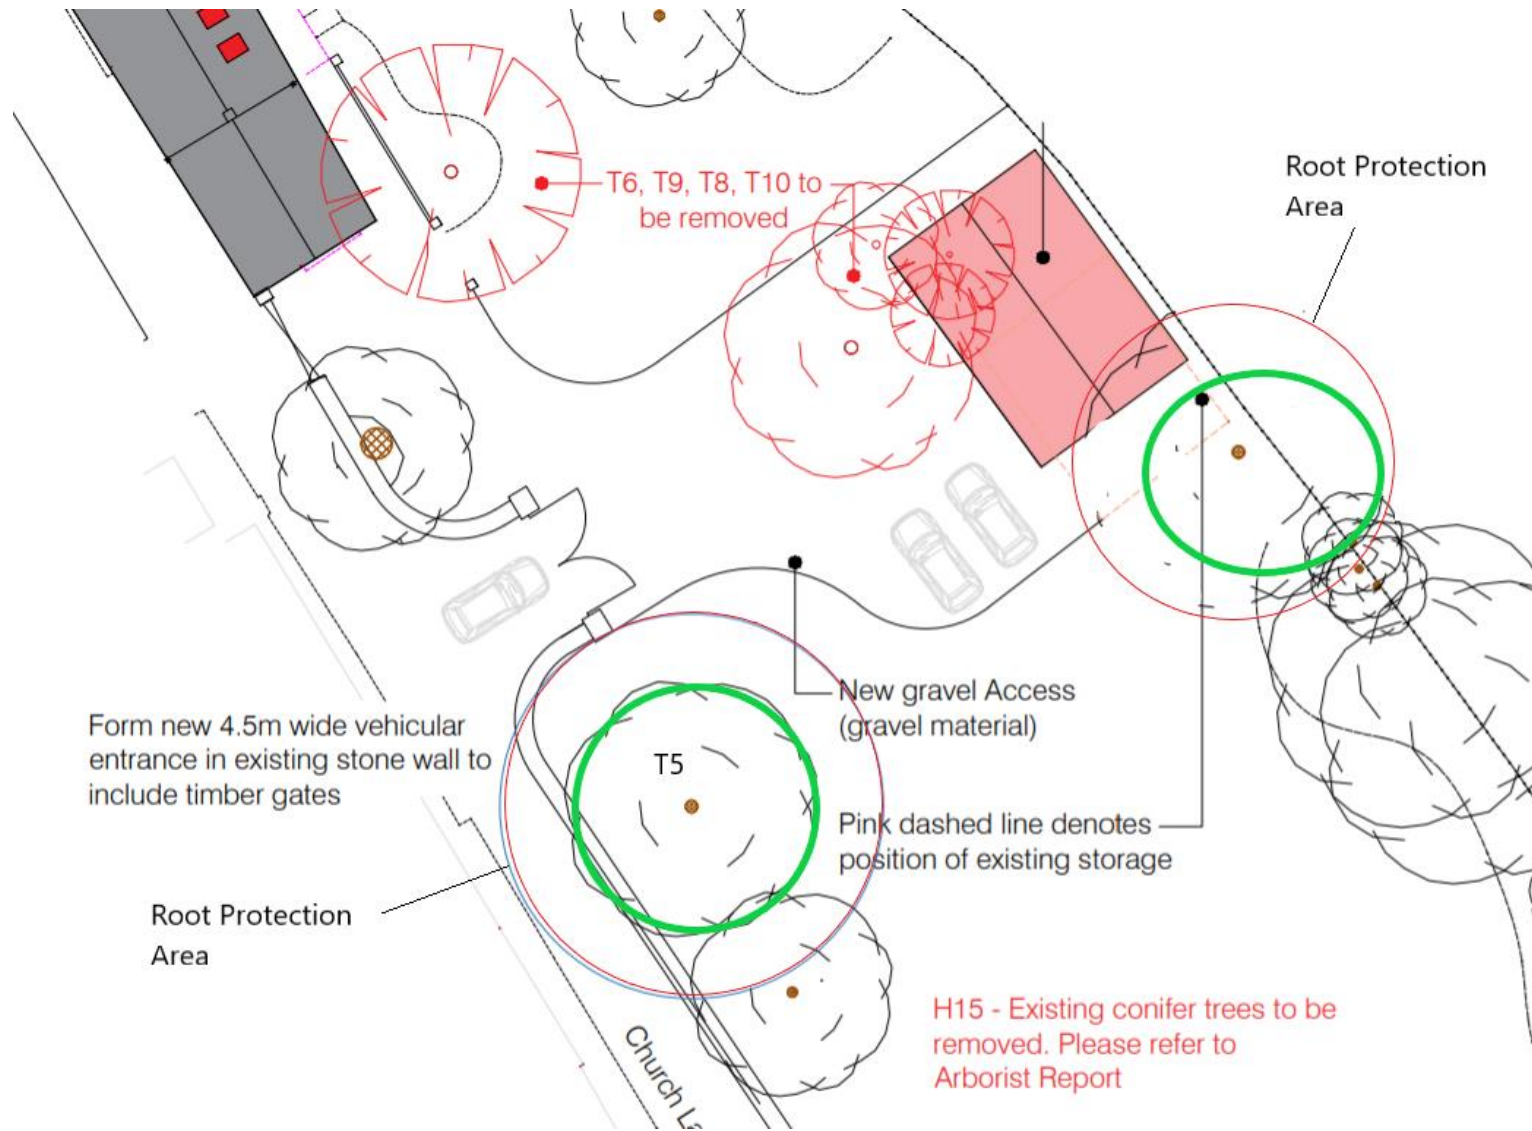 T6, T9, T8, T10 to
be removed
Root Protection
Area
Form new 4.5m wide vehicular
entrance in existing stone wall to
include timber gates
T5
New gravel Access
(gravel material)
Pink dashed line denotes
position of existing storage
Root Protection
Area
H15 - Existing conifer trees to be
removed. Please refer to
Arborist Report
Church La